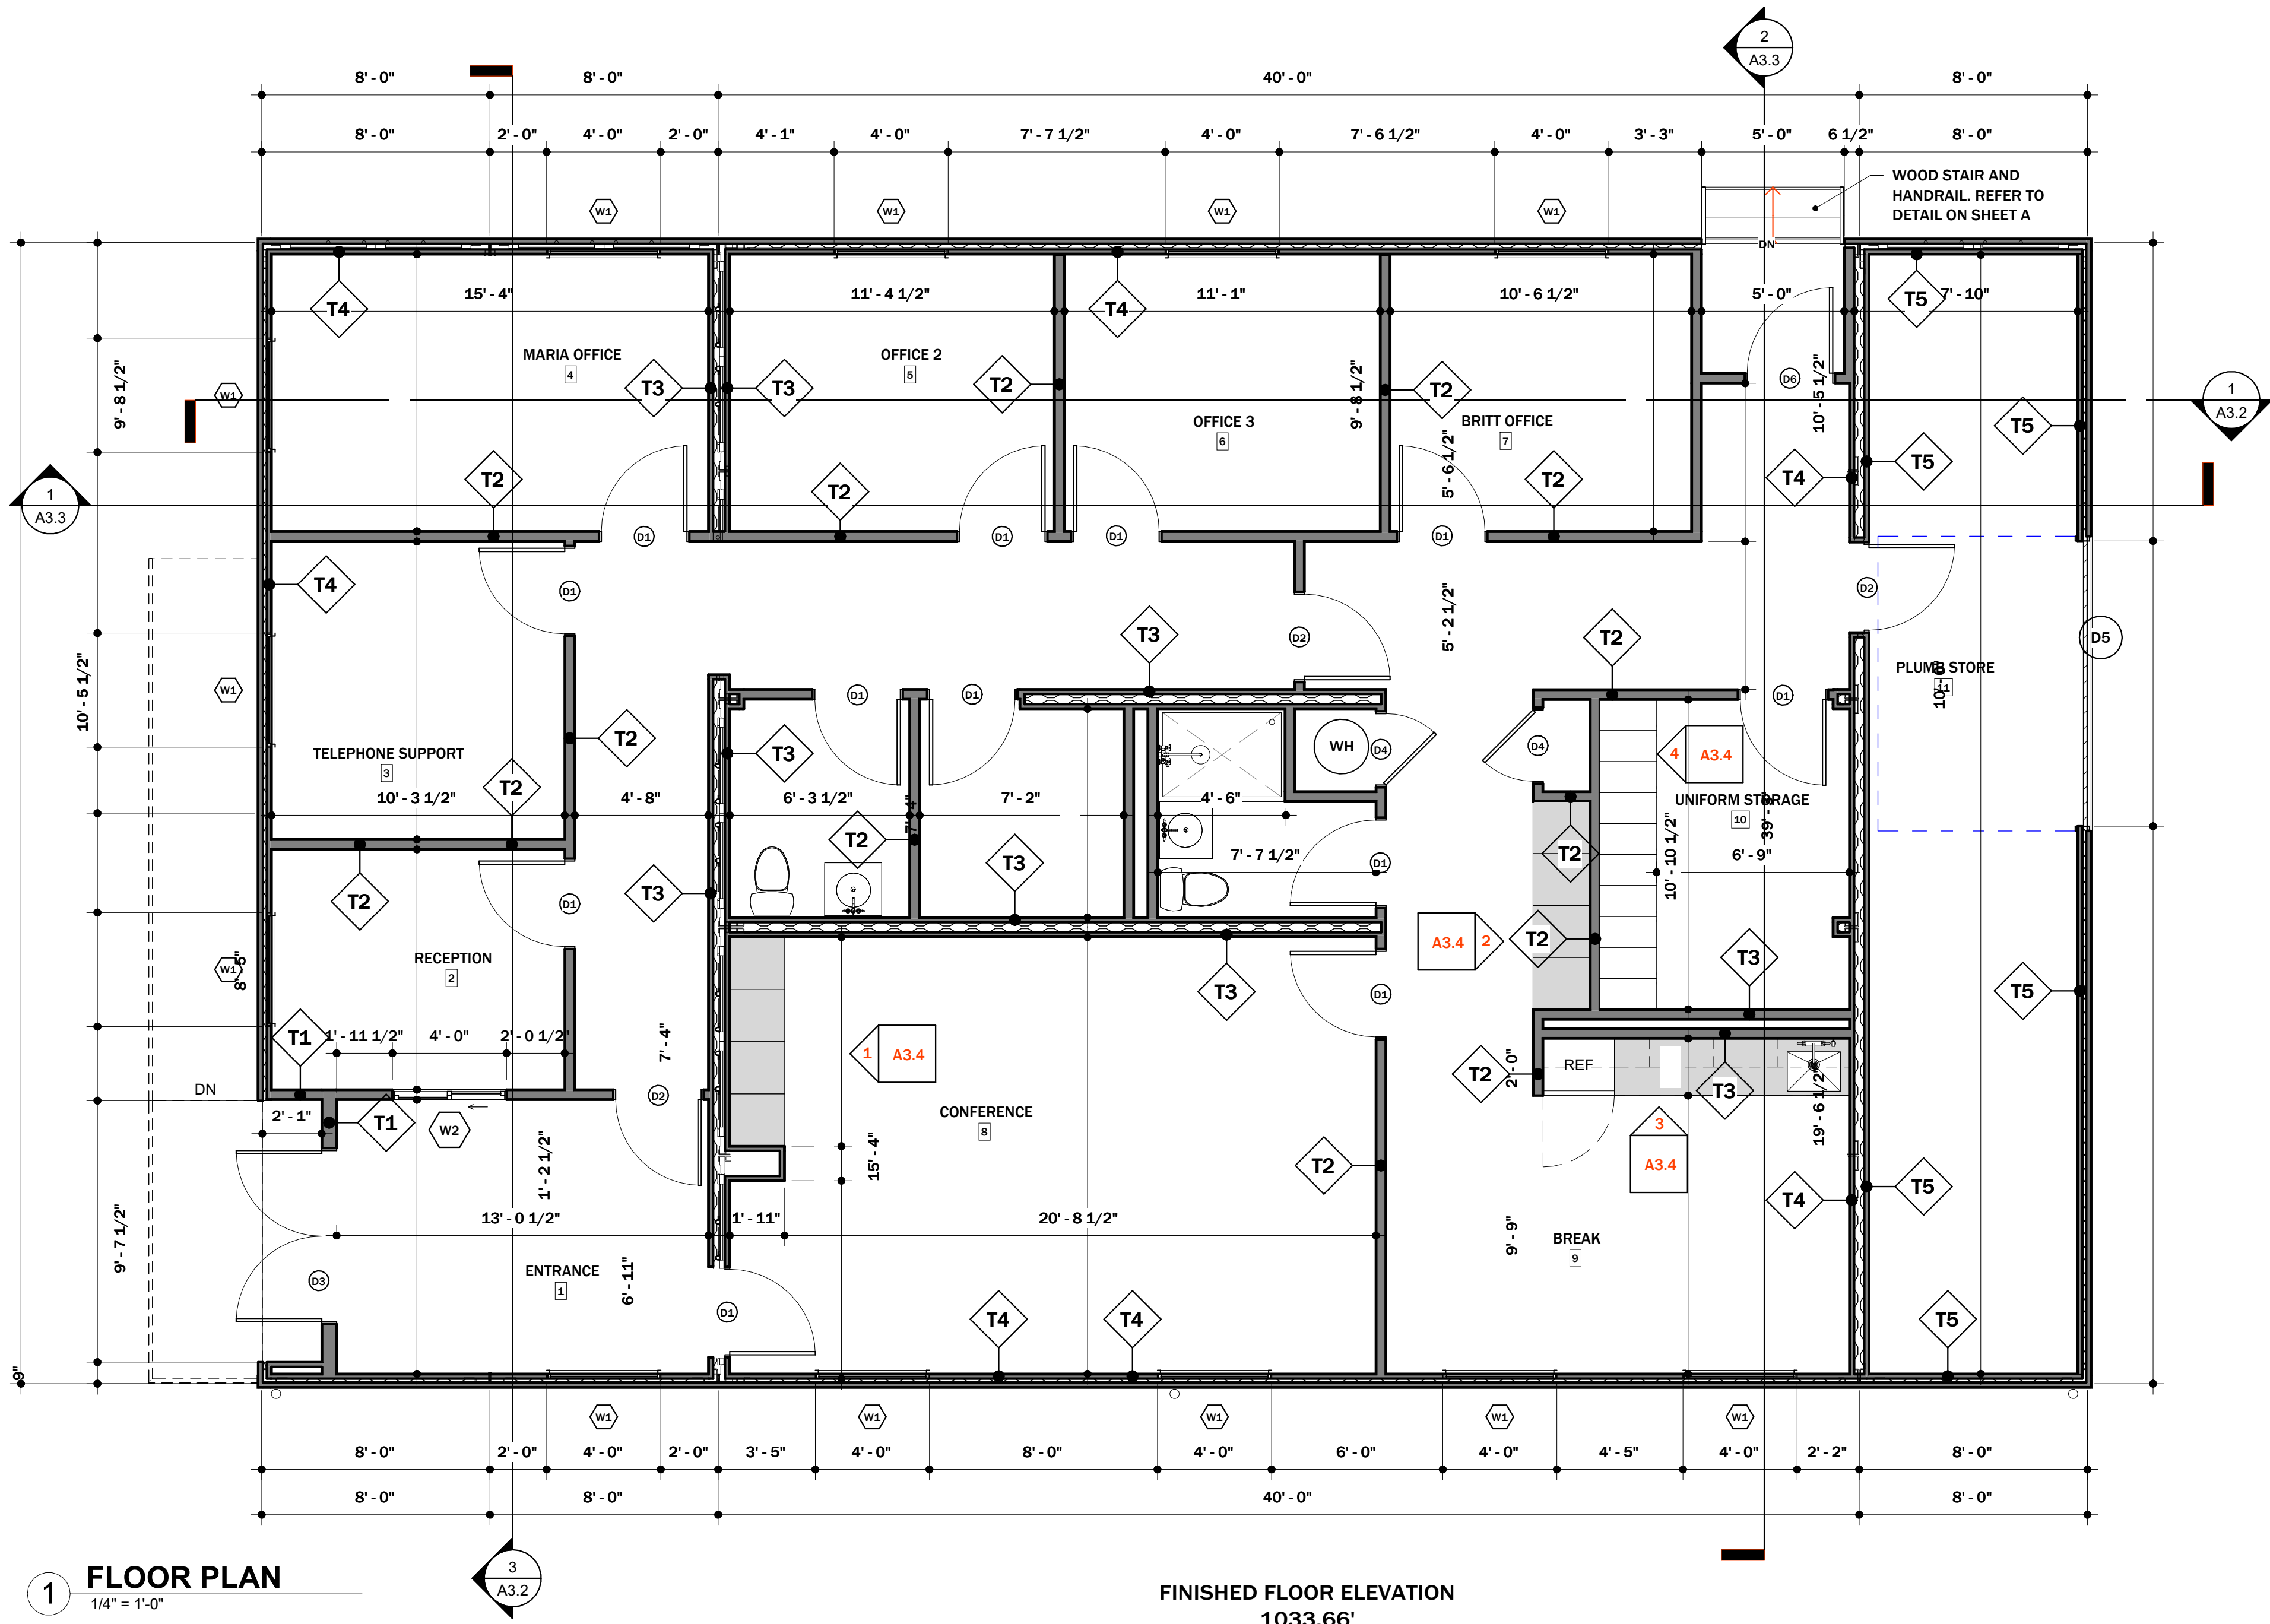 2
A3.3
8' - 0" 8' - 0" 40' - 0" 8' - 0"
8' - 0" 2' - 0" 4' - 0" 2' - 0" 4' - 1" 4' - 0" 7' - 7 1/2" 4' - 0" 7' - 6 1/2" 4' - 0" 3' - 3" 5' - 0" 6 1/2" 8' - 0"
WOOD STAIR AND
HANDRAIL. REFER TO
DETAIL ON SHEET A
W1 W1 W1 W1
DN
15' - 4" 11' - 4 1/2" 11' - 1" 10' - 6 1/2" 5' - 0" 7' - 10"
T4 T4 T5
MARIA OFFICE
4
OFFICE 2
5
T3 T3 T2 T2
OFFICE 3
6
BRITT OFFICE
7
9' - 8 1/2"
9' - 8 1/2"
10' - 5 1/2"
D6
W1
1
A3.2
T5
T5
5' - 6 1/2"
T2 T2 T2 T4
1
A3.3
D1 D1 D1 D1
T4
D1
D2
D2
5' - 2 1/2"
T3
T2
D5
W1
10' - 5 1/2"
PLUMB STORE
11
10' - 0"
D1 D1 D1
T2
T3
TELEPHONE SUPPORT
3
T2
WH
D4 D4
4 A3.4
10' - 3 1/2" 4' - 8" 6' - 3 1/2" 7' - 2" 4' - 6"
7' - 4"
UNIFORM STORAGE
10
39' - 9"
T2
T3
7' - 7 1/2"
D1
T2
10' - 10 1/2"
6' - 9"
T2
D1
T3
RECEPTION
2
W1
8' - 5"
A3.4 2
T2
T3
T3
D1
T5
T1
1' - 11 1/2" 4' - 0" 2' - 0 1/2"
7' - 4"
1 A3.4
2' - 0"
T2
REF
T3
DN
2' - 1"
T1
W2
D2
CONFERENCE
8
3
A3.4
19' - 6 1/2"
1' - 2 1/2"
15' - 4"
T2
T4
T5
9' - 7 1/2"
13' - 0 1/2" 1' - 11" 20' - 8 1/2"
9' - 9"
BREAK
9
ENTRANCE
1
6' - 11"
D3
D1
T4 T4
T5
9"
W1 W1 W1 W1 W1
8' - 0" 2' - 0" 4' - 0" 2' - 0" 3' - 5" 4' - 0" 8' - 0" 4' - 0" 6' - 0" 4' - 0" 4' - 5" 4' - 0" 2' - 2" 8' - 0"
8' - 0" 8' - 0" 40' - 0" 8' - 0"
3
A3.2
1 FLOOR PLAN
1/4" = 1'-0"
FINISHED FLOOR ELEVATION
1033.66'